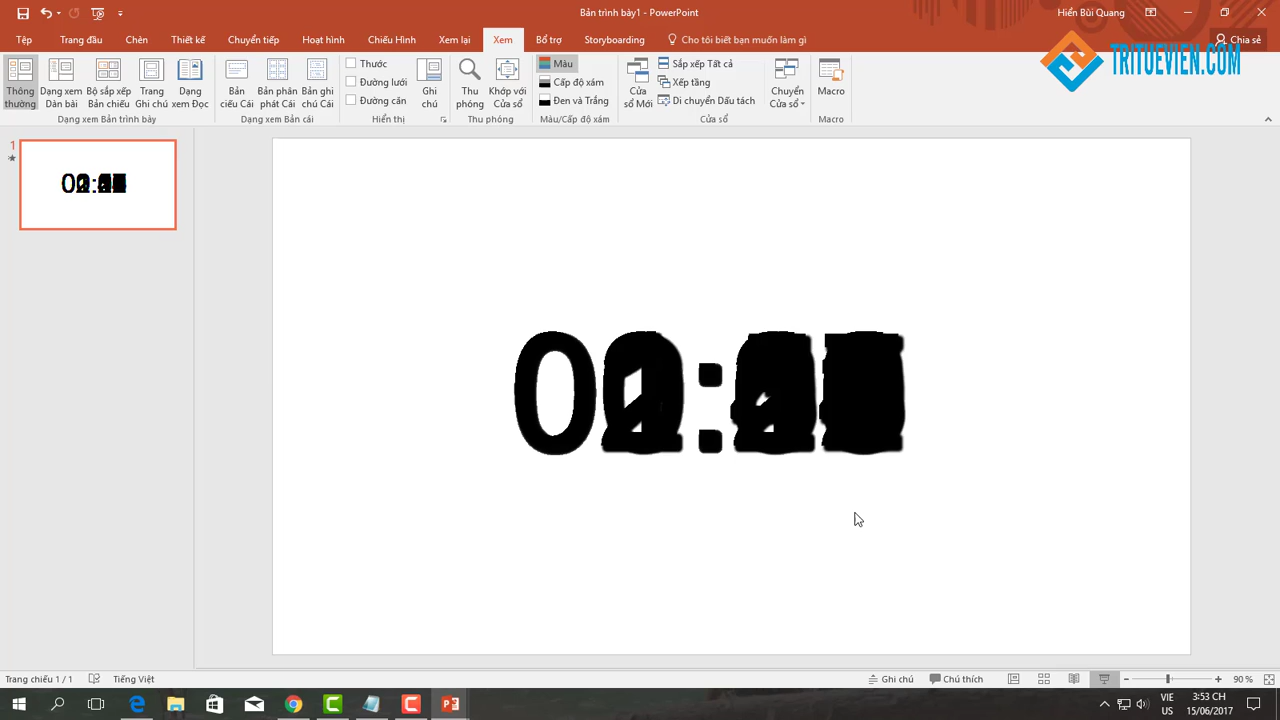 Bản trình bày1 - PowerPoint
Hiển Bùi Quang
Tệp
Trang đầu
Chèn
Thiết kế
Chuyển tiếp
Hoạt hình
Chiếu Hình
Xem lại
Xem
Bổ trợ
Storyboarding
Cho tôi biết bạn muốn làm gì
Chia sẻ
TRITUEVIEN.COM
Thông thường
Dạng xem Dàn bài
Bộ sắp xếp Bản chiếu
Trang Ghi chú
Dạng xem Đọc
Dạng xem Bản trình bày
Bản ciếu Cái
Bản phân phát Cái
Bản ghi chú Cái
Dạng xem Bản cái
Thước
Đường lưới
Đường căn
Hiển thị
Ghi chú
Thu phóng
Khớp với Cửa sổ
Thu phóng
Màu
Cấp độ xám
Đen và Trắng
Màu/Cấp độ xám
Cửa sổ Mới
Sắp xếp Tất cả
Xếp tầng
Di chuyển Dấu tách
Chuyển Cửa sổ
Cửa sổ
Macro
Macro
1
Trang chiếu 1 / 1
Tiếng Việt
Ghi chú
Chú thích
90 %
VIE
US
3:53 CH
15/06/2017